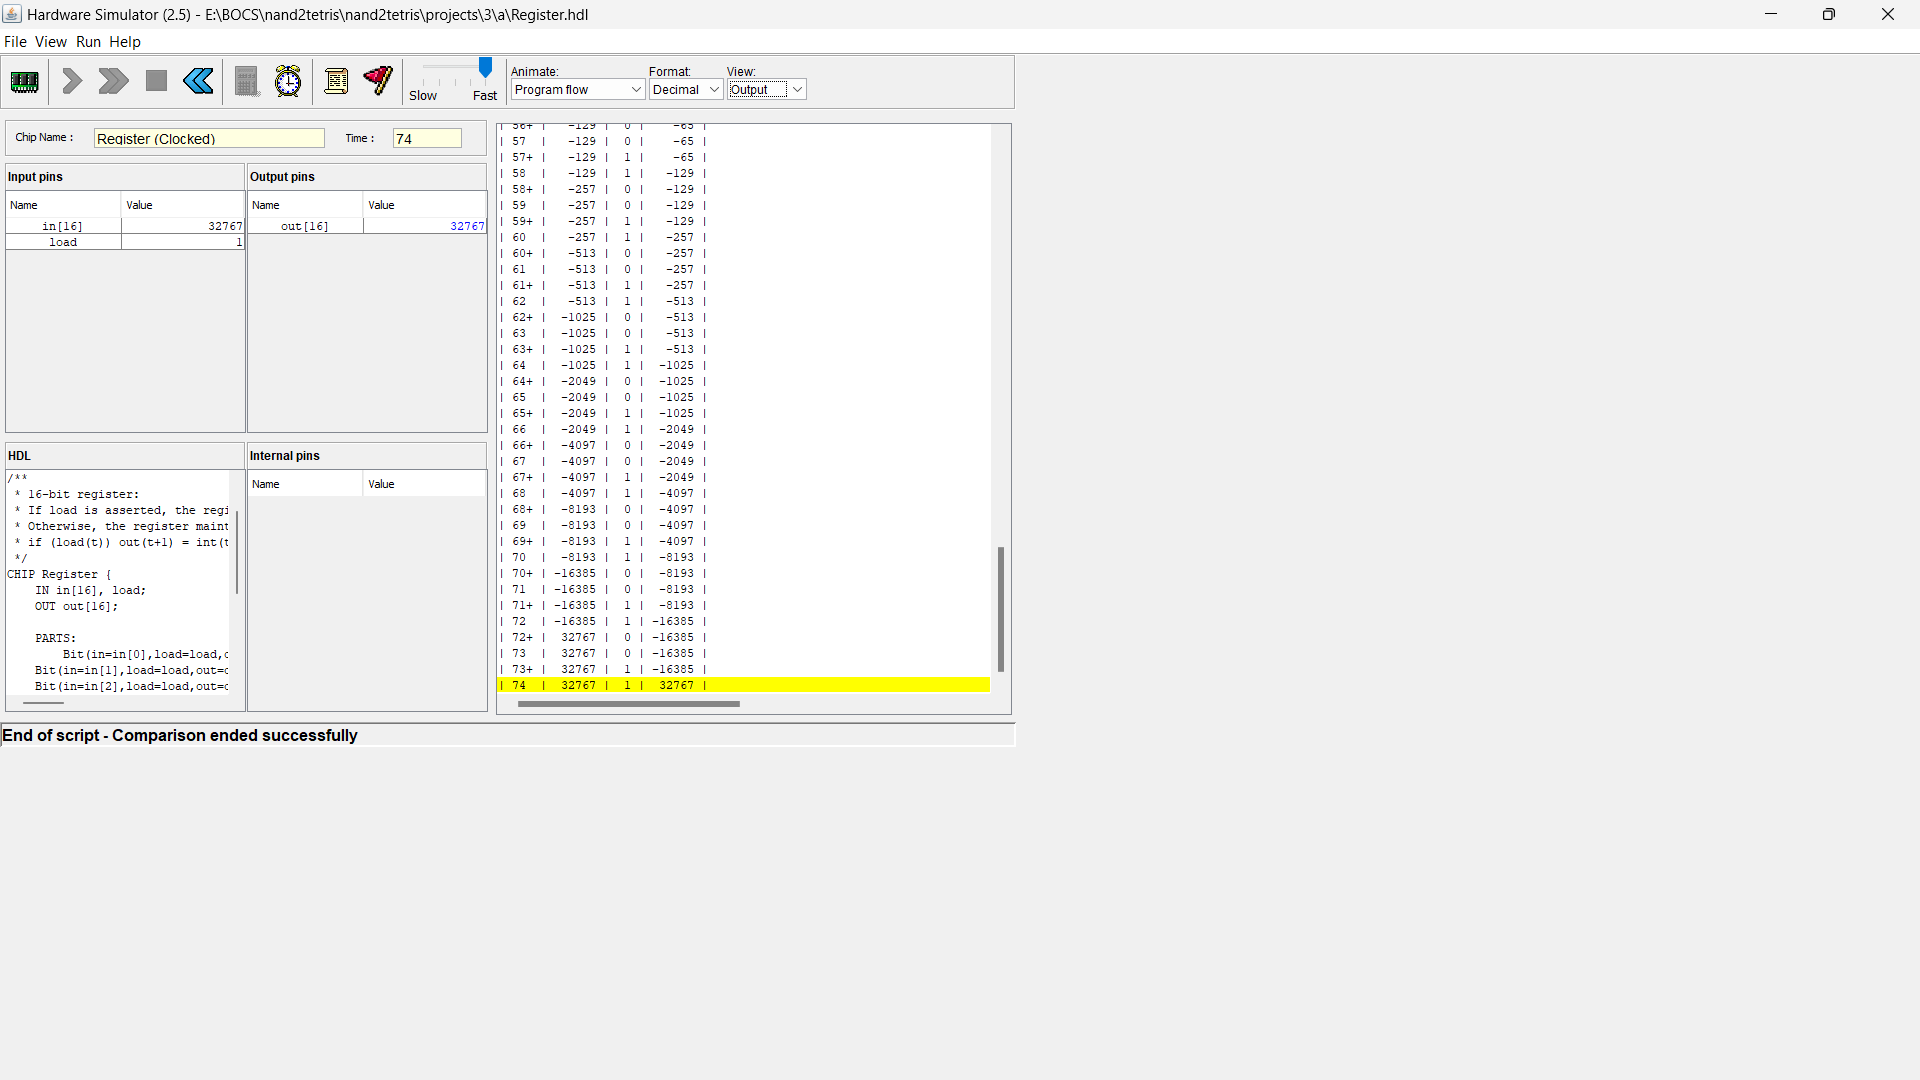 Hardware Simulator (2.5) - E:\BOCS\nand2tetris\nand2tetris\projects\3\a\Register.hdl
File View Run Help
Slow Fast
Animate: Format: View:
Program flow Decimal Output
Chip Name : Register (Clocked) Time : 74
Input pins
Name Value
in[16] 32767
load 1
Output pins
Name Value
out[16] 32767
HDL
/**
* 16-bit register:
* If load is asserted, the regi
* Otherwise, the register maint
* if (load(t)) out(t+1) = int(t
*/
CHIP Register {
IN in[16], load;
OUT out[16];
PARTS:
Bit(in=in[0],load=load,
Bit(in=in[1],load=load,out=
Bit(in=in[2],load=load,out=
Internal pins
Name Value
| 56+ | -129 | 0 | -65 |
| 57 | -129 | 0 | -65 |
| 57+ | -129 | 1 | -65 |
| 58 | -129 | 1 | -129 |
| 58+ | -257 | 0 | -129 |
| 59 | -257 | 0 | -129 |
| 59+ | -257 | 1 | -129 |
| 60 | -257 | 1 | -257 |
| 60+ | -513 | 0 | -257 |
| 61 | -513 | 0 | -257 |
| 61+ | -513 | 1 | -257 |
| 62 | -513 | 1 | -513 |
| 62+ | -1025 | 0 | -513 |
| 63 | -1025 | 0 | -513 |
| 63+ | -1025 | 1 | -513 |
| 64 | -1025 | 1 | -1025 |
| 64+ | -2049 | 0 | -1025 |
| 65 | -2049 | 0 | -1025 |
| 65+ | -2049 | 1 | -1025 |
| 66 | -2049 | 1 | -2049 |
| 66+ | -4097 | 0 | -2049 |
| 67 | -4097 | 0 | -2049 |
| 67+ | -4097 | 1 | -2049 |
| 68 | -4097 | 1 | -4097 |
| 68+ | -8193 | 0 | -4097 |
| 69 | -8193 | 0 | -4097 |
| 69+ | -8193 | 1 | -4097 |
| 70 | -8193 | 1 | -8193 |
| 70+ | -16385 | 0 | -8193 |
| 71 | -16385 | 0 | -8193 |
| 71+ | -16385 | 1 | -8193 |
| 72 | -16385 | 1 | -16385 |
| 72+ | 32767 | 0 | -16385 |
| 73 | 32767 | 0 | -16385 |
| 73+ | 32767 | 1 | -16385 |
| 74 | 32767 | 1 | 32767 |
End of script - Comparison ended successfully